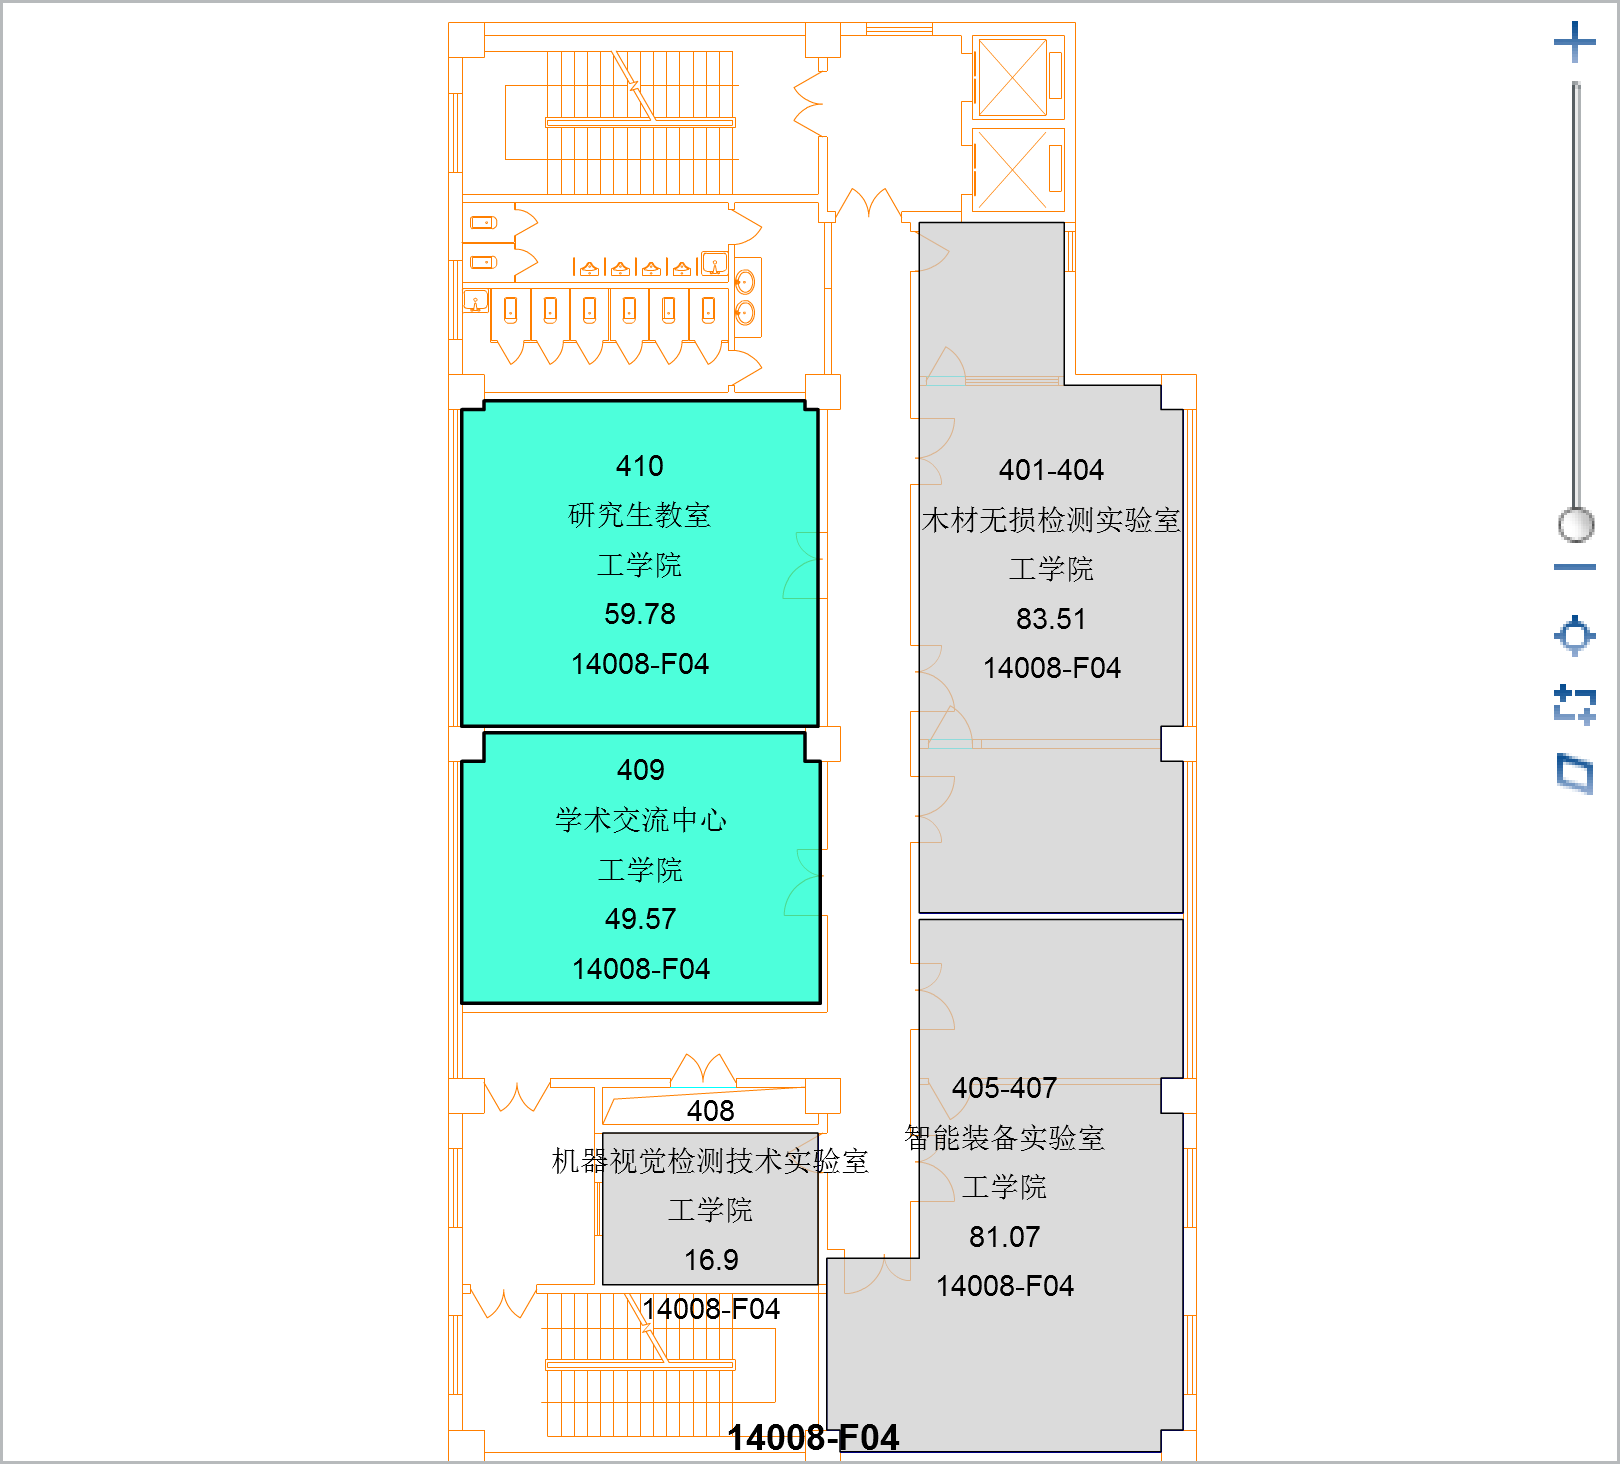 410
研究生教室
工学院
59.78
14008-F04
401-404
木材无损检测实验室
工学院
83.51
14008-F04
409
学术交流中心
工学院
49.57
14008-F04
405-407
智能装备实验室
工学院
81.07
14008-F04
408
机器视觉检测技术实验室
工学院
16.9
14008-F04
14008-F04